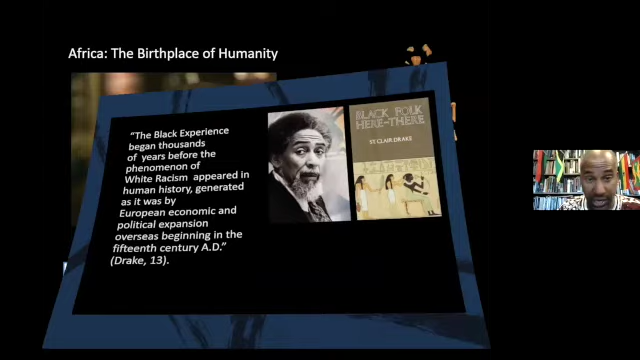 Africa: The Birthplace of Humanity
“The Black Experience
began thousands
of years before the
phenomenon of
White Racism appeared in
human history, generated
as it was by
European economic and
political expansion
overseas beginning in the
fifteenth century A.D.”
(Drake, 13).
BLACK FOLK
HERE AND THERE
ST CLAIR DRAKE